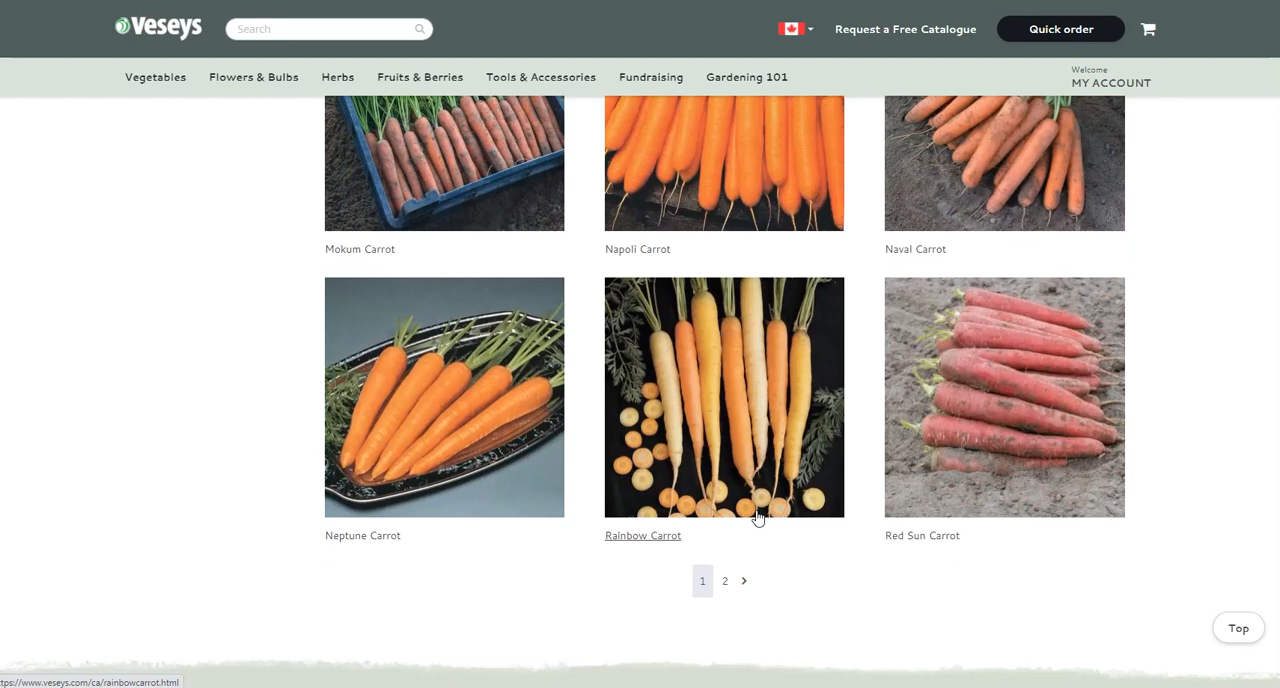 Veseys
Search
Request a Free Catalogue
Quick order
Vegetables
Flowers & Bulbs
Herbs
Fruits & Berries
Tools & Accessories
Fundraising
Gardening 101
Welcome
MY ACCOUNT
Mokum Carrot
Napoli Carrot
Naval Carrot
Neptune Carrot
Rainbow Carrot
Red Sun Carrot
1
2
Top
ttps://www.veseys.com/ca/rainbowcarrot.html